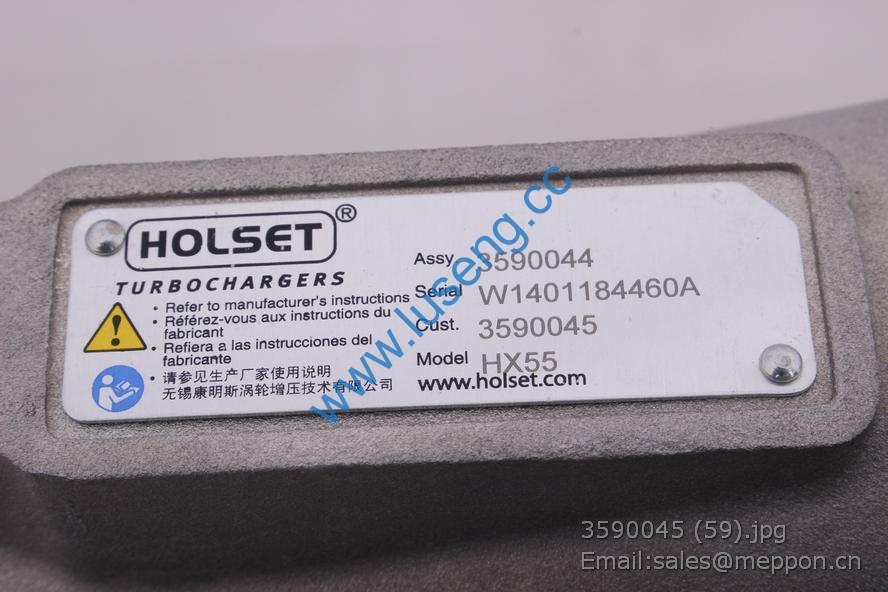 HOLSET®
TURBOCHARGERS
• Refer to manufacturer's instructions
• Référez-vous aux instructions du
fabricant
• Refiera a las instrucciones del
fabricante
• 请参见生产厂家使用说明
无锡康明斯涡轮增压技术有限公司
Assy 3590044
Serial W1401184460A
Cust. 3590045
Model HX55
www.holset.com
www.luseng.cc
3590045 (59).jpg
Email:sales@meppon.cn